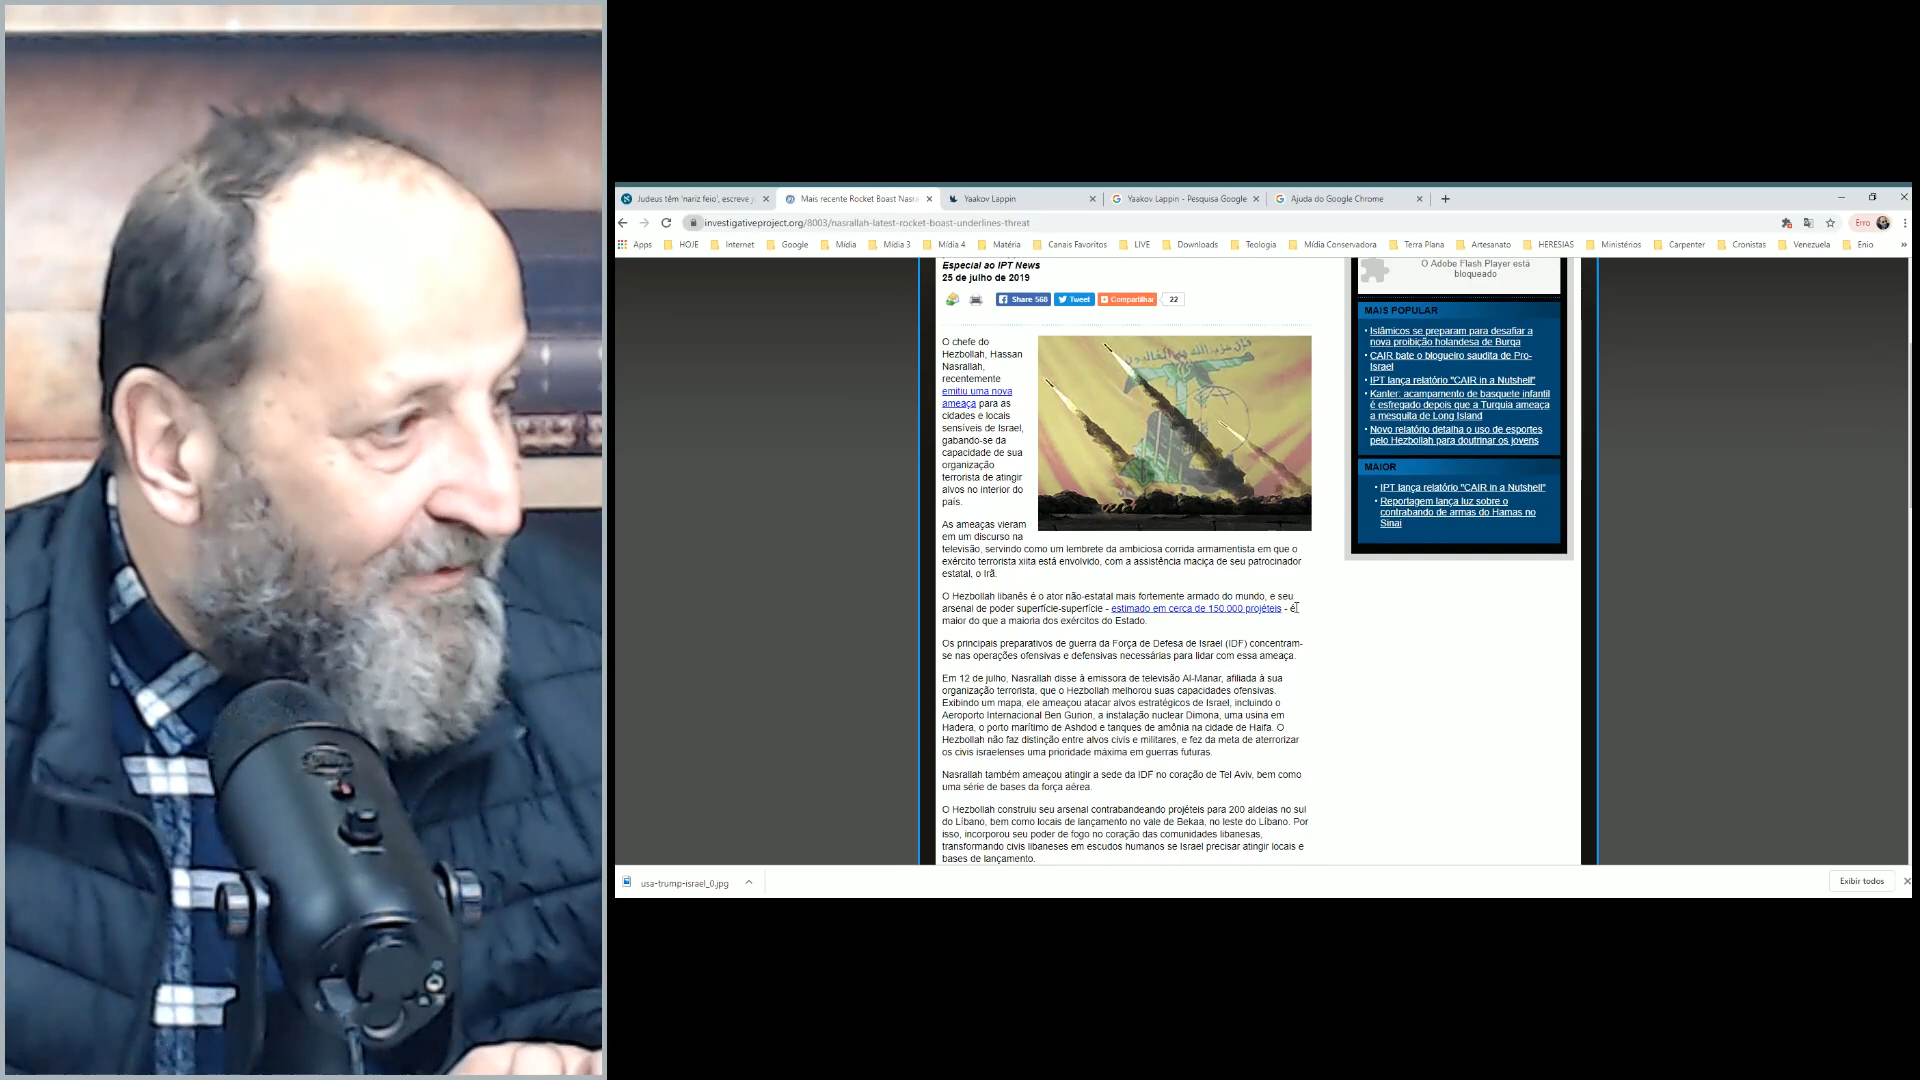 Judeus têm 'nariz feio', escreve j
Mais recente Rocket Boast Nasra
Yaakov Lappin
Yaakov Lappin - Pesquisa Google
Ajuda do Google Chrome
investigativeproject.org/8003/nasrallah-latest-rocket-boast-underlines-threat
Erro
Apps
HOJE
Internet
Google
Mídia
Mídia 3
Mídia 4
Matéria
Canais Favoritos
LIVE
Downloads
Teologia
Mídia Conservadora
Terra Plana
Artesanato
HERESIAS
Ministérios
Carpenter
Cronistas
Venezuela
Enio
»
Especial ao IPT News
25 de julho de 2019
Share 568
Tweet
Compartilhar
22
O chefe do
Hezbollah, Hassan
Nasrallah,
recentemente
emitiu uma nova
ameaça para as
cidades e locais
sensíveis de Israel,
gabando-se da
capacidade de sua
organização
terrorista de atingir
alvos no interior do
país.
As ameaças vieram
em um discurso na
televisão, servindo como um lembrete da ambiciosa corrida armamentista em que o
exército terrorista xiita está envolvido, com a assistência maciça de seu patrocinador
estatal, o Irã.
O Hezbollah libanês é o ator não-estatal mais fortemente armado do mundo, e seu
arsenal de poder superfície-superfície - estimado em cerca de 150.000 projéteis - é
maior do que a maioria dos exércitos do Estado.
Os principais preparativos de guerra da Força de Defesa de Israel (IDF) concentram-
se nas operações ofensivas e defensivas necessárias para lidar com essa ameaça.
Em 12 de julho, Nasrallah disse à emissora de televisão Al-Manar, afiliada à sua
organização terrorista, que o Hezbollah melhorou suas capacidades ofensivas.
Exibindo um mapa, ele ameaçou atacar alvos estratégicos de Israel, incluindo o
Aeroporto Internacional Ben Gurion, a instalação nuclear Dimona, uma usina em
Hadera, o porto marítimo de Ashdod e tanques de amônia na cidade de Haifa. O
Hezbollah não faz distinção entre alvos civis e militares, e fez da meta de aterrorizar
os civis israelenses uma prioridade máxima em guerras futuras.
Nasrallah também ameaçou atingir a sede da IDF no coração de Tel Aviv, bem como
uma série de bases da força aérea.
O Hezbollah construiu seu arsenal contrabandeando projéteis para 200 aldeias no sul
do Líbano, bem como locais de lançamento no vale de Bekaa, no leste do Líbano. Por
isso, incorporou seu poder de fogo no coração das comunidades libanesas,
transformando civis libaneses em escudos humanos se Israel precisar atingir locais e
bases de lançamento.
O Adobe Flash Player está
bloqueado
MAIS POPULAR
• Islâmicos se preparam para desafiar a
nova proibição holandesa de Burqa
• CAIR bate o blogueiro saudita de Pro-
Israel
• IPT lança relatório "CAIR in a Nutshell"
• Kanter: acampamento de basquete infantil
é esfregado depois que a Turquia ameaça
a mesquita de Long Island
• Novo relatório detalha o uso de esportes
pelo Hezbollah para doutrinar os jovens
MAIOR
• IPT lança relatório "CAIR in a Nutshell"
• Reportagem lança luz sobre o
contrabando de armas do Hamas no
Sinai
usa-trump-israel_0.jpg
Exibir todos